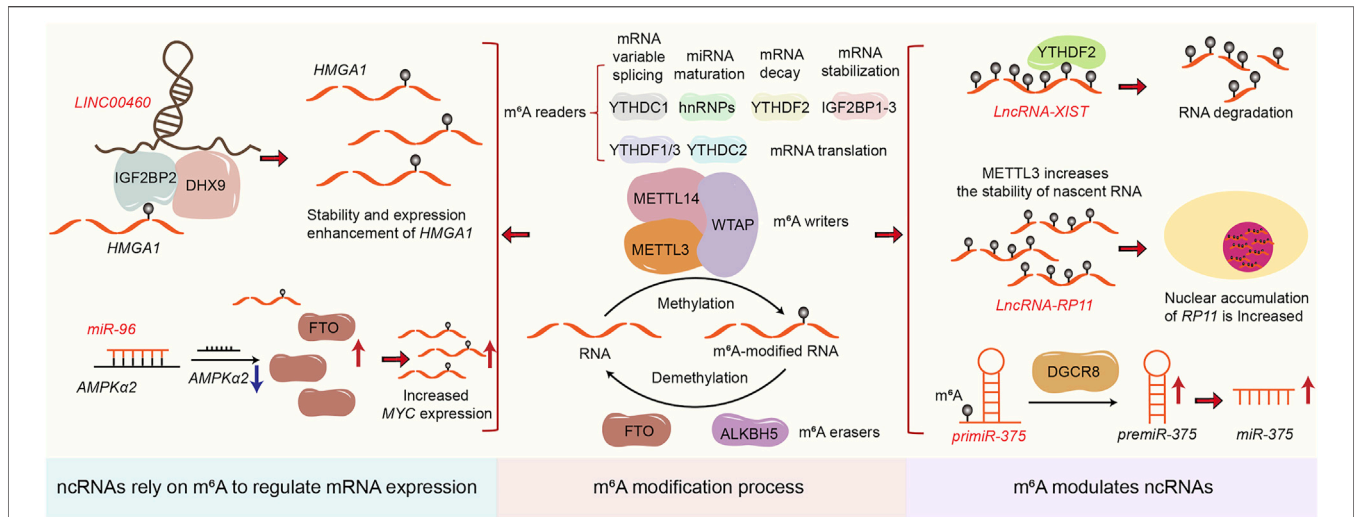 LINC00460
IGF2BP2
DHX9
HMGA1
HMGA1
Stability and expression
enhancement of HMGA1
miR-96
AMPKα2
AMPKα2
FTO
Increased
MYC expression
ncRNAs rely on m⁶A to regulate mRNA expression
mRNA
variable
splicing
miRNA
maturation
mRNA
decay
mRNA
stabilization
m⁶A readers
YTHDC1
hnRNPs
YTHDF2
IGF2BP1-3
YTHDF1/3
YTHDC2
mRNA translation
METTL14
WTAP
METTL3
m⁶A writers
Methylation
RNA
m⁶A-modified RNA
Demethylation
FTO
ALKBH5
m⁶A erasers
m⁶A modification process
YTHDF2
LncRNA-XIST
RNA degradation
METTL3 increases
the stability of nascent RNA
LncRNA-RP11
Nuclear accumulation
of RP11 is Increased
m⁶A
primiR-375
DGCR8
premiR-375
miR-375
m⁶A modulates ncRNAs